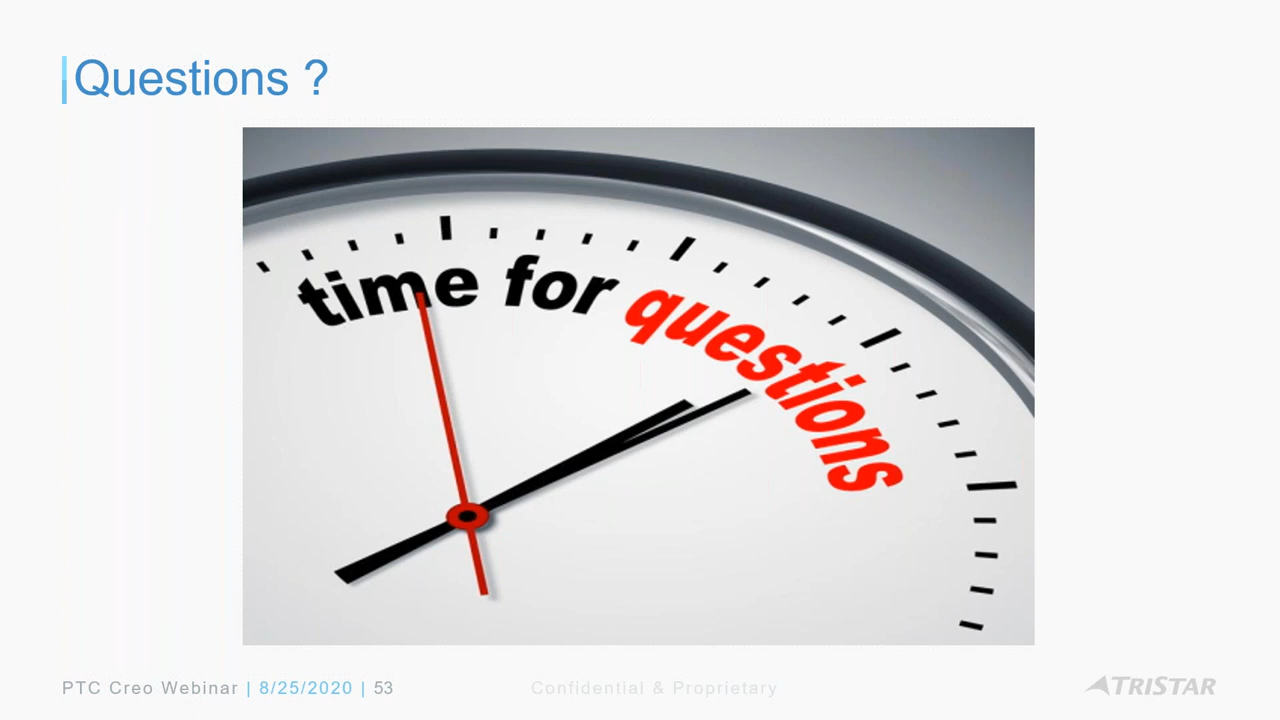 Questions ?
time for questions
PTC Creo Webinar | 8/25/2020 | 53
Confidential & Proprietary
TRISTAR